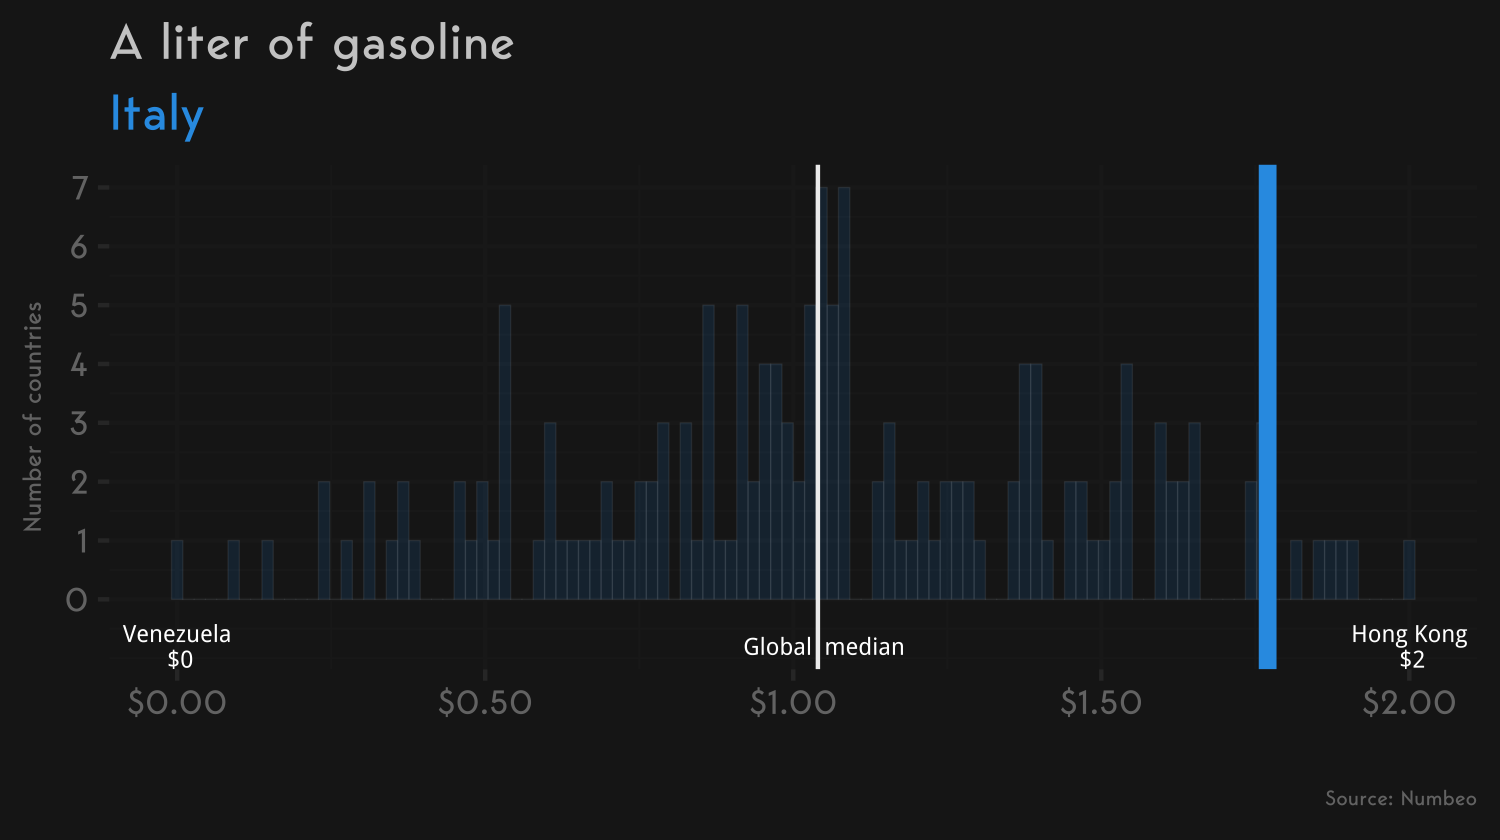 A liter of gasoline
Italy
Number of countries
7
6
5
4
3
2
1
0
Venezuela
$0
Global median
Hong Kong
$2
$0.00 $0.50 $1.00 $1.50 $2.00
Source: Numbeo